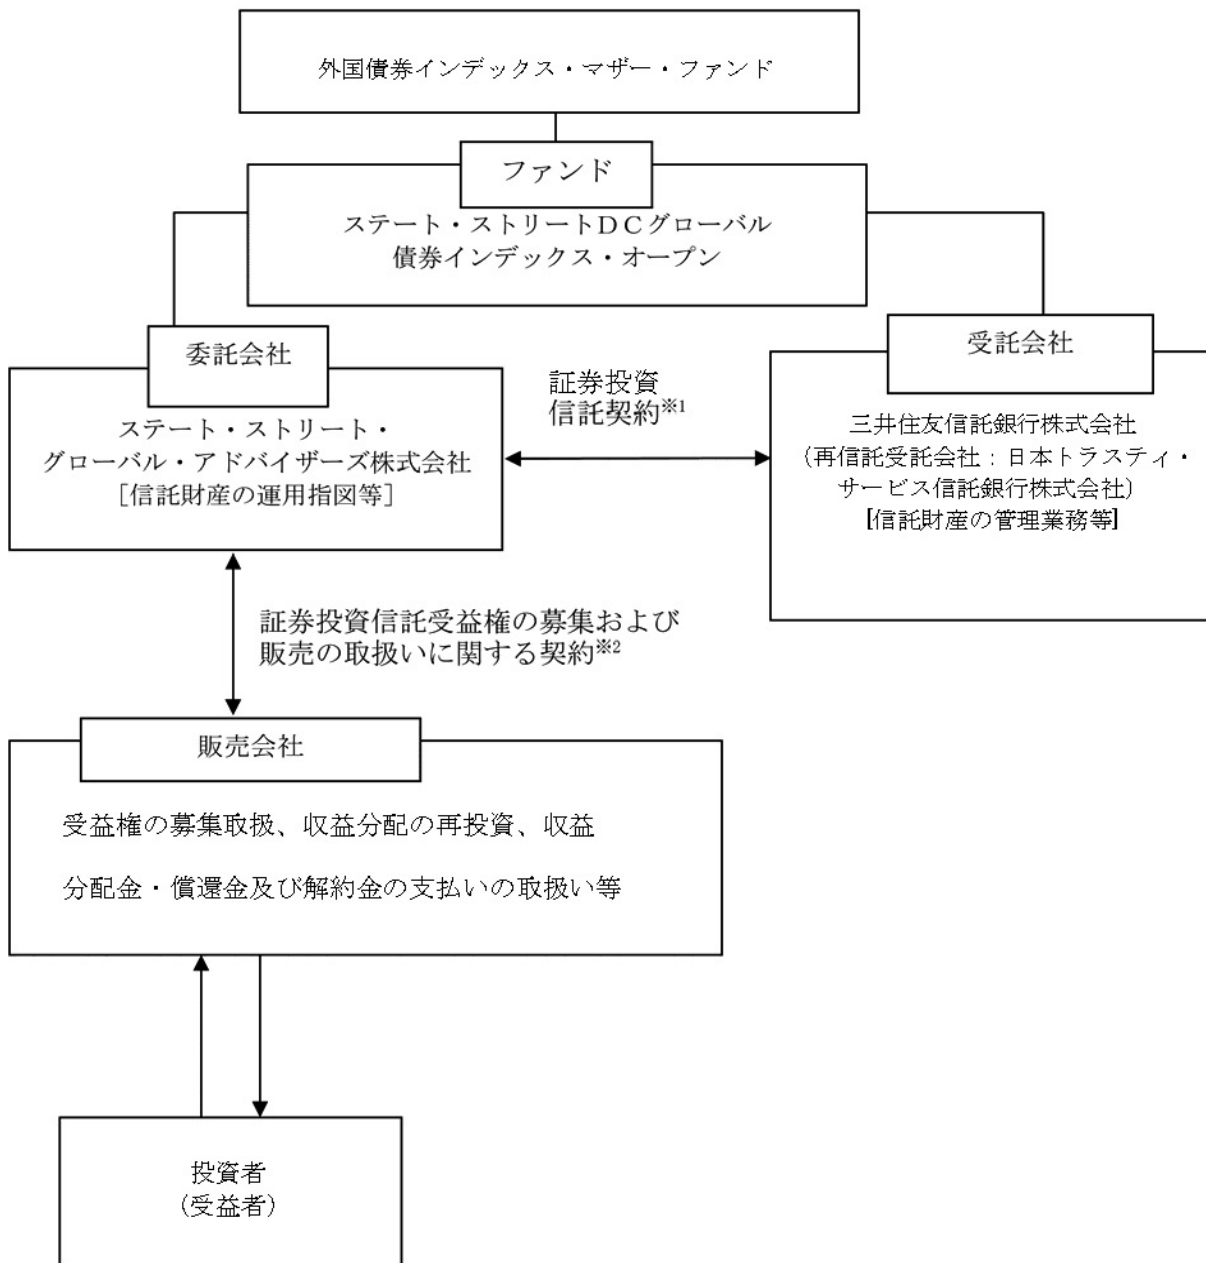 外国債券インデックス・マザー・ファンド
ファンド
ステート・ストリートＤＣグローバル
債券インデックス・オープン
委託会社
ステート・ストリート・
グローバル・アドバイザーズ株式会社
［信託財産の運用指図等］
証券投資
信託契約※1
受託会社
三井住友信託銀行株式会社
（再信託受託会社：日本トラスティ・
サービス信託銀行株式会社）
[信託財産の管理業務等]
証券投資信託受益権の募集および
販売の取扱いに関する契約※2
販売会社
受益権の募集取扱、収益分配の再投資、収益
分配金・償還金及び解約金の支払いの取扱い等
投資者
（受益者）